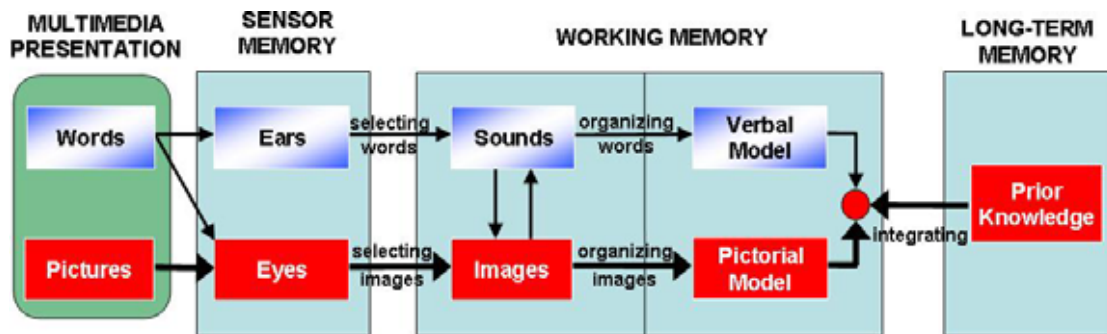 MULTIMEDIA
PRESENTATION
SENSOR
MEMORY
WORKING MEMORY
LONG-TERM
MEMORY
Words
Ears
selecting
words
Sounds
organizing
words
Verbal
Model
Prior
Knowledge
integrating
Pictures
Eyes
selecting
images
Images
organizing
images
Pictorial
Model